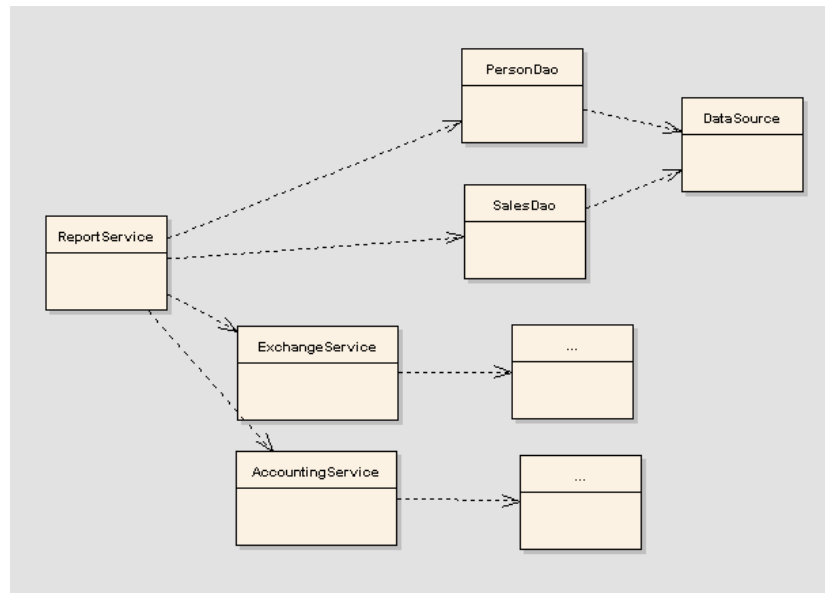 PersonDao
DataSource
SalesDao
ReportService
ExchangeService
...
AccountingService
...